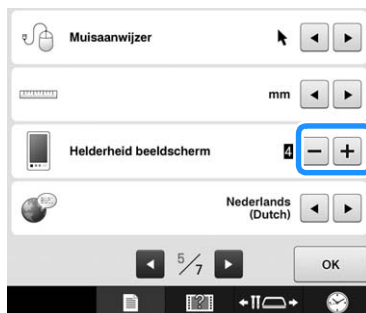 Muisaanwijzer
mm
Helderheid beeldscherm 4 − +
Nederlands
(Dutch)
5/7
OK